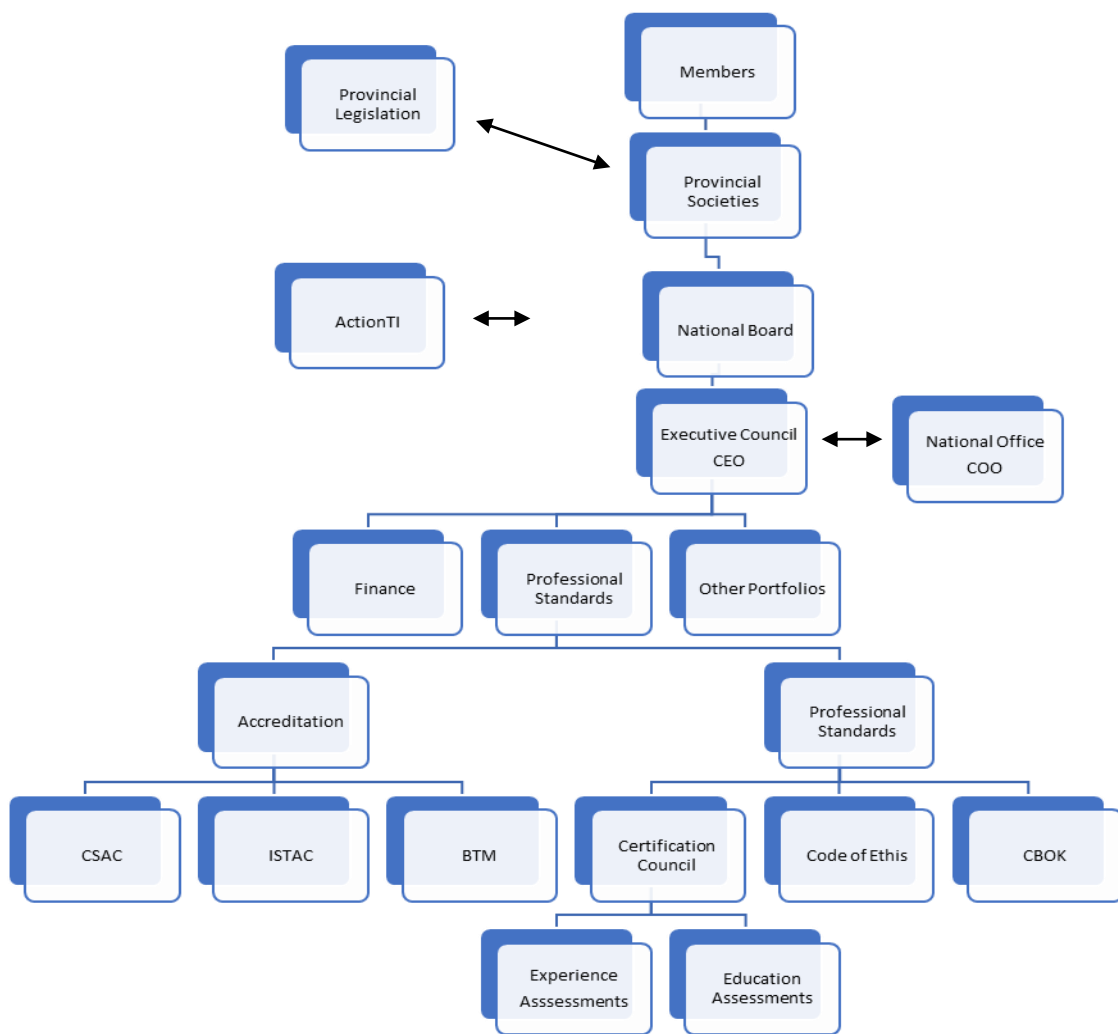 Members
Provincial
Legislation
Provincial
Societies
ActionTI
National Board
Executive Council
CEO
National Office
COO
Finance
Professional
Standards
Other Portfolios
Accreditation
Professional
Standards
CSAC
ISTAC
BTM
Certification
Council
Code of Ethis
CBOK
Experience
Asssessments
Education
Assessments